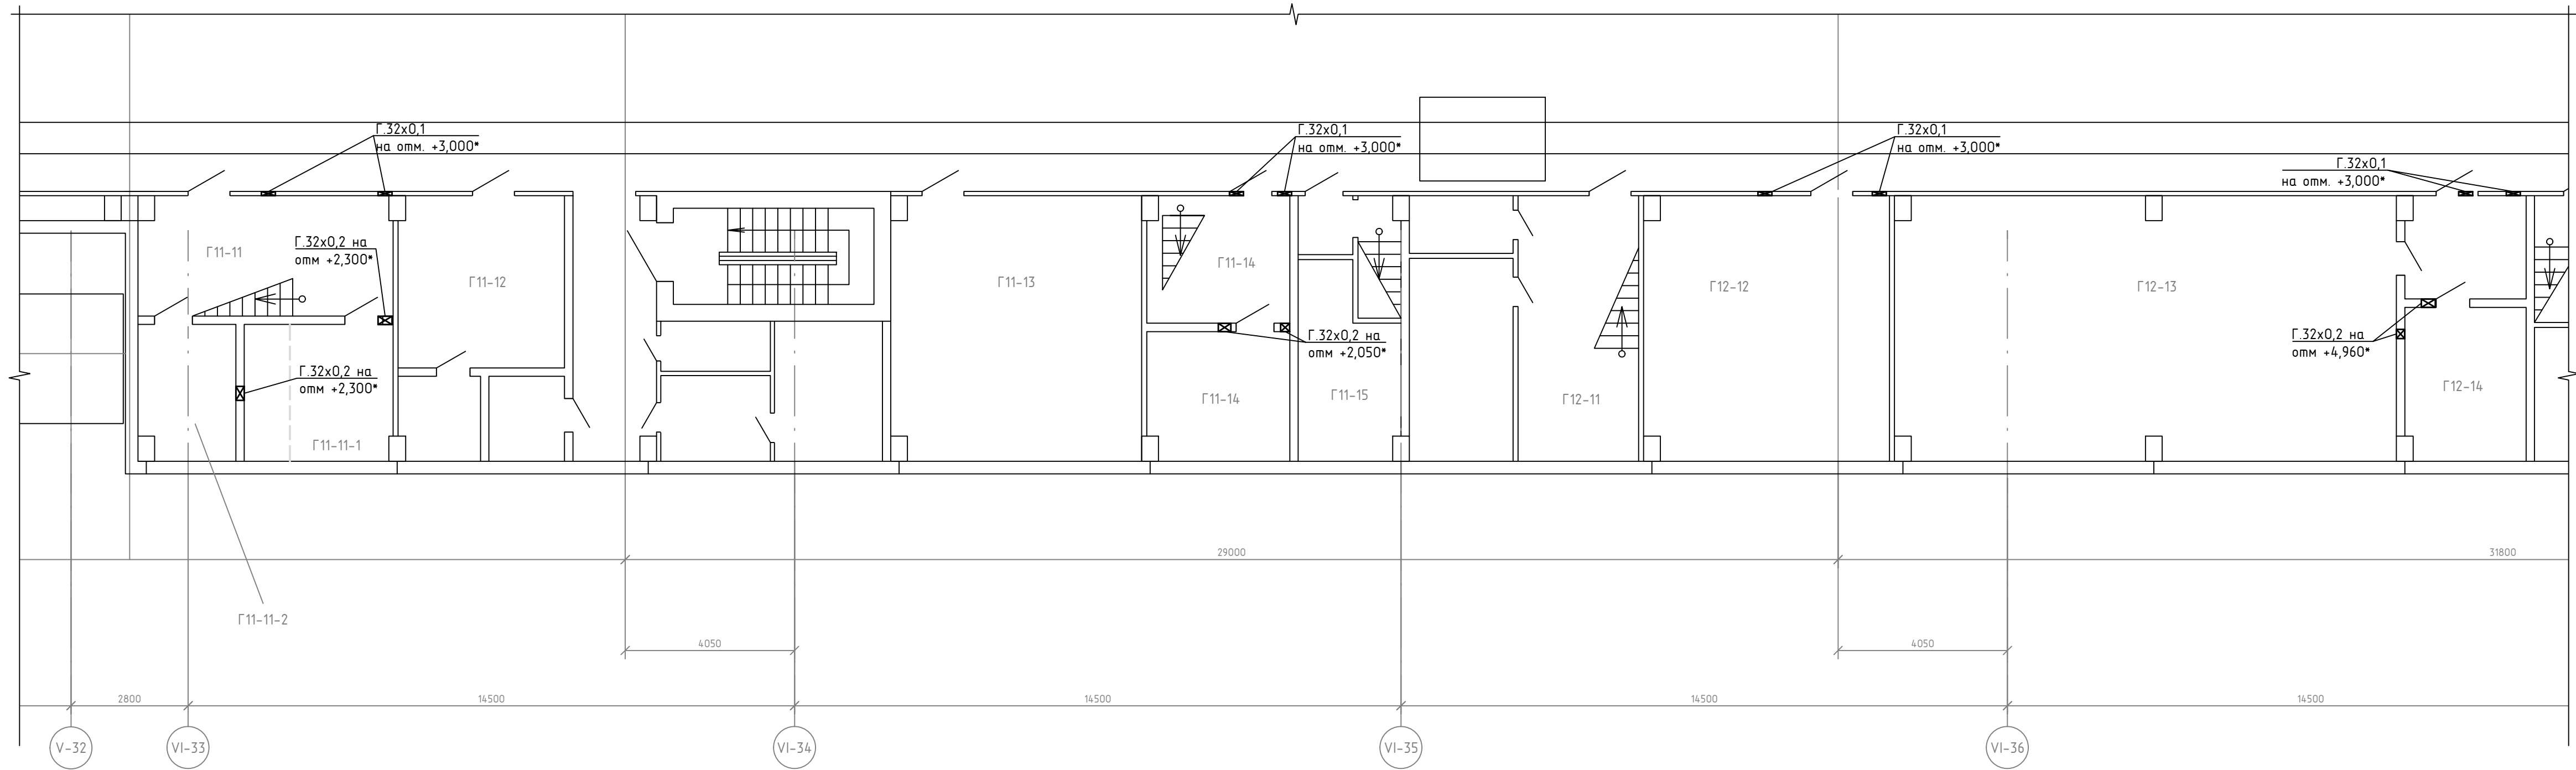 Г.32х0,1
на отм. +3,000*
Г.32х0,1
на отм. +3,000*
Г.32х0,1
на отм. +3,000*
Г.32х0,1
на отм. +3,000*
Г11-11
Г.32х0,2 на
отм +2,300*
Г11-12
Г11-13
Г11-14
Г12-12
Г12-13
Г.32х0,2 на
отм +2,050*
Г.32х0,2 на
отм +4,960*
Г.32х0,2 на
отм +2,300*
Г11-11-1
Г11-14
Г11-15
Г12-11
Г12-14
29000
31800
Г11-11-2
4050
4050
2800
14500
14500
14500
14500
V-32
VI-33
VI-34
VI-35
VI-36